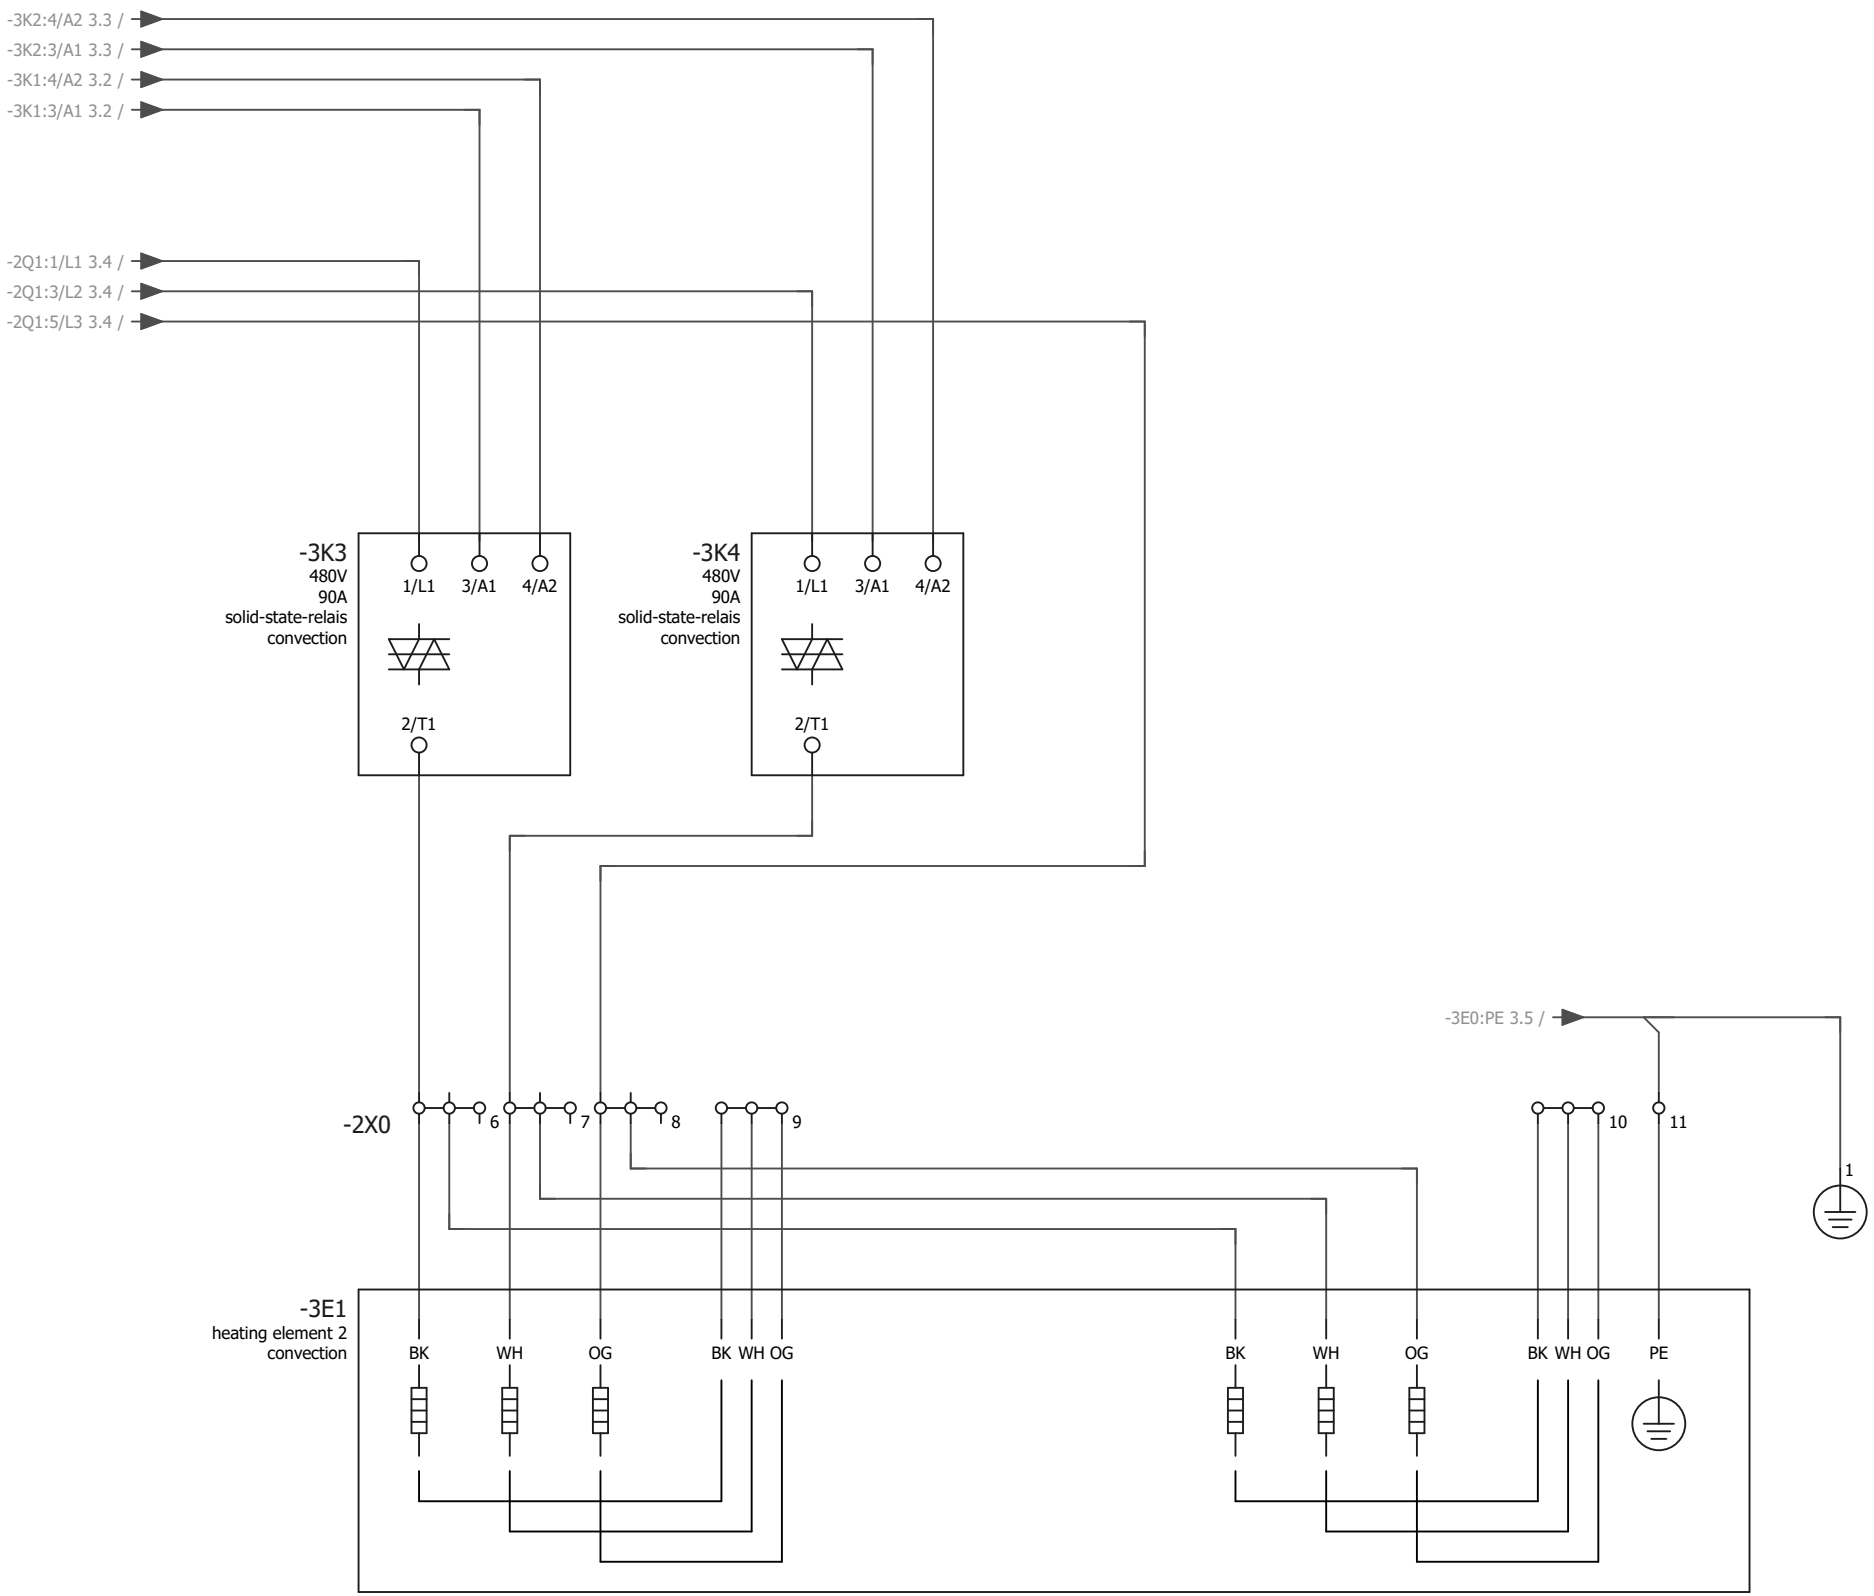 -3K2:4/A2 3.3 /
-3K2:3/A1 3.3 /
-3K1:4/A2 3.2 /
-3K1:3/A1 3.2 /
-2Q1:1/L1 3.4 /
-2Q1:3/L2 3.4 /
-2Q1:5/L3 3.4 /
-3K3
480V
90A
solid-state-relais
convection
1/L1 3/A1 4/A2
2/T1
-3K4
480V
90A
solid-state-relais
convection
1/L1 3/A1 4/A2
2/T1
-3E0:PE 3.5 /
-2X0
6 7 8 9 10 11
1
-3E1
heating element 2
convection
BK WH OG BK WH OG BK WH OG BK WH OG PE